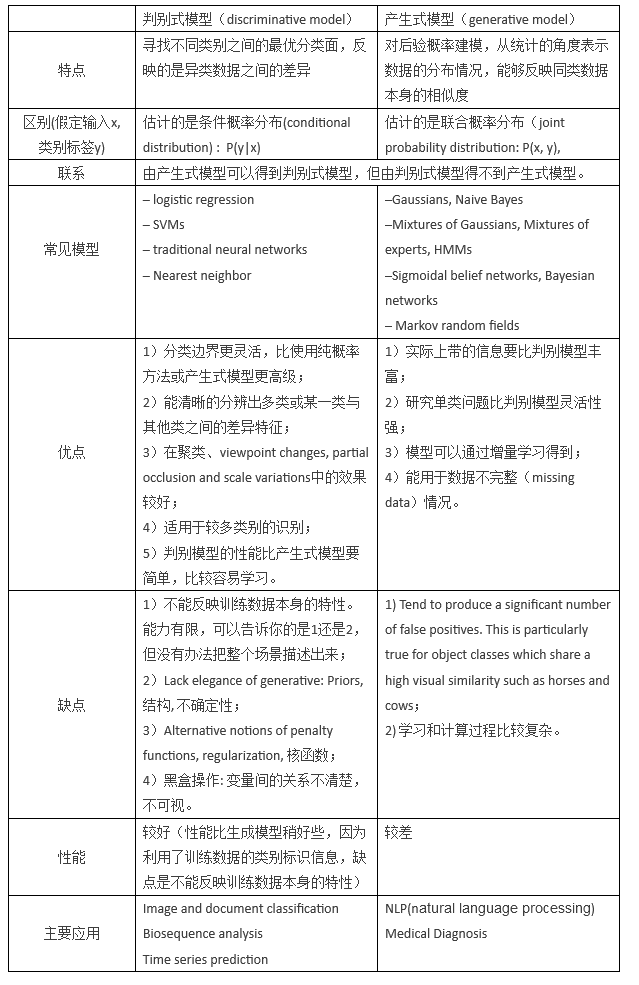 判别式模型（discriminative model）
产生式模型（generative model）
特点
寻找不同类别之间的最优分类面，反
映的是异类数据之间的差异
对后验概率建模，从统计的角度表示
数据的分布情况，能够反映同类数据
本身的相似度
区别(假定输入x,
类别标签y)
估计的是条件概率分布(conditional
distribution)： P(y|x)
估计的是联合概率分布（joint
probability distribution: P(x, y),
联系
由产生式模型可以得到判别式模型，但由判别式模型得不到产生式模型。
常见模型
– logistic regression
– SVMs
– traditional neural networks
– Nearest neighbor
–Gaussians, Naive Bayes
–Mixtures of Gaussians, Mixtures of
experts, HMMs
–Sigmoidal belief networks, Bayesian
networks
– Markov random fields
优点
1）分类边界更灵活，比使用纯概率
方法或产生式模型更高级；
2）能清晰的分辨出多类或某一类与
其他类之间的差异特征；
3）在聚类、viewpoint changes, partial
occlusion and scale variations中的效果
较好；
4）适用于较多类别的识别；
5）判别模型的性能比产生式模型要
简单，比较容易学习。
1）实际上带的信息要比判别模型丰
富；
2）研究单类问题比判别模型灵活性
强；
3）模型可以通过增量学习得到；
4）能用于数据不完整（missing
data）情况。
缺点
1）不能反映训练数据本身的特性。
能力有限，可以告诉你的是1还是2，
但没有办法把整个场景描述出来；
2）Lack elegance of generative: Priors,
结构, 不确定性；
3）Alternative notions of penalty
functions, regularization, 核函数；
4）黑盒操作: 变量间的关系不清楚，
不可视。
1) Tend to produce a significant number
of false positives. This is particularly
true for object classes which share a
high visual similarity such as horses and
cows；
2) 学习和计算过程比较复杂。
性能
较好（性能比生成模型稍好些，因为
利用了训练数据的类别标识信息，缺
点是不能反映训练数据本身的特性）
较差
主要应用
Image and document classification
Biosequence analysis
Time series prediction
NLP(natural language processing)
Medical Diagnosis